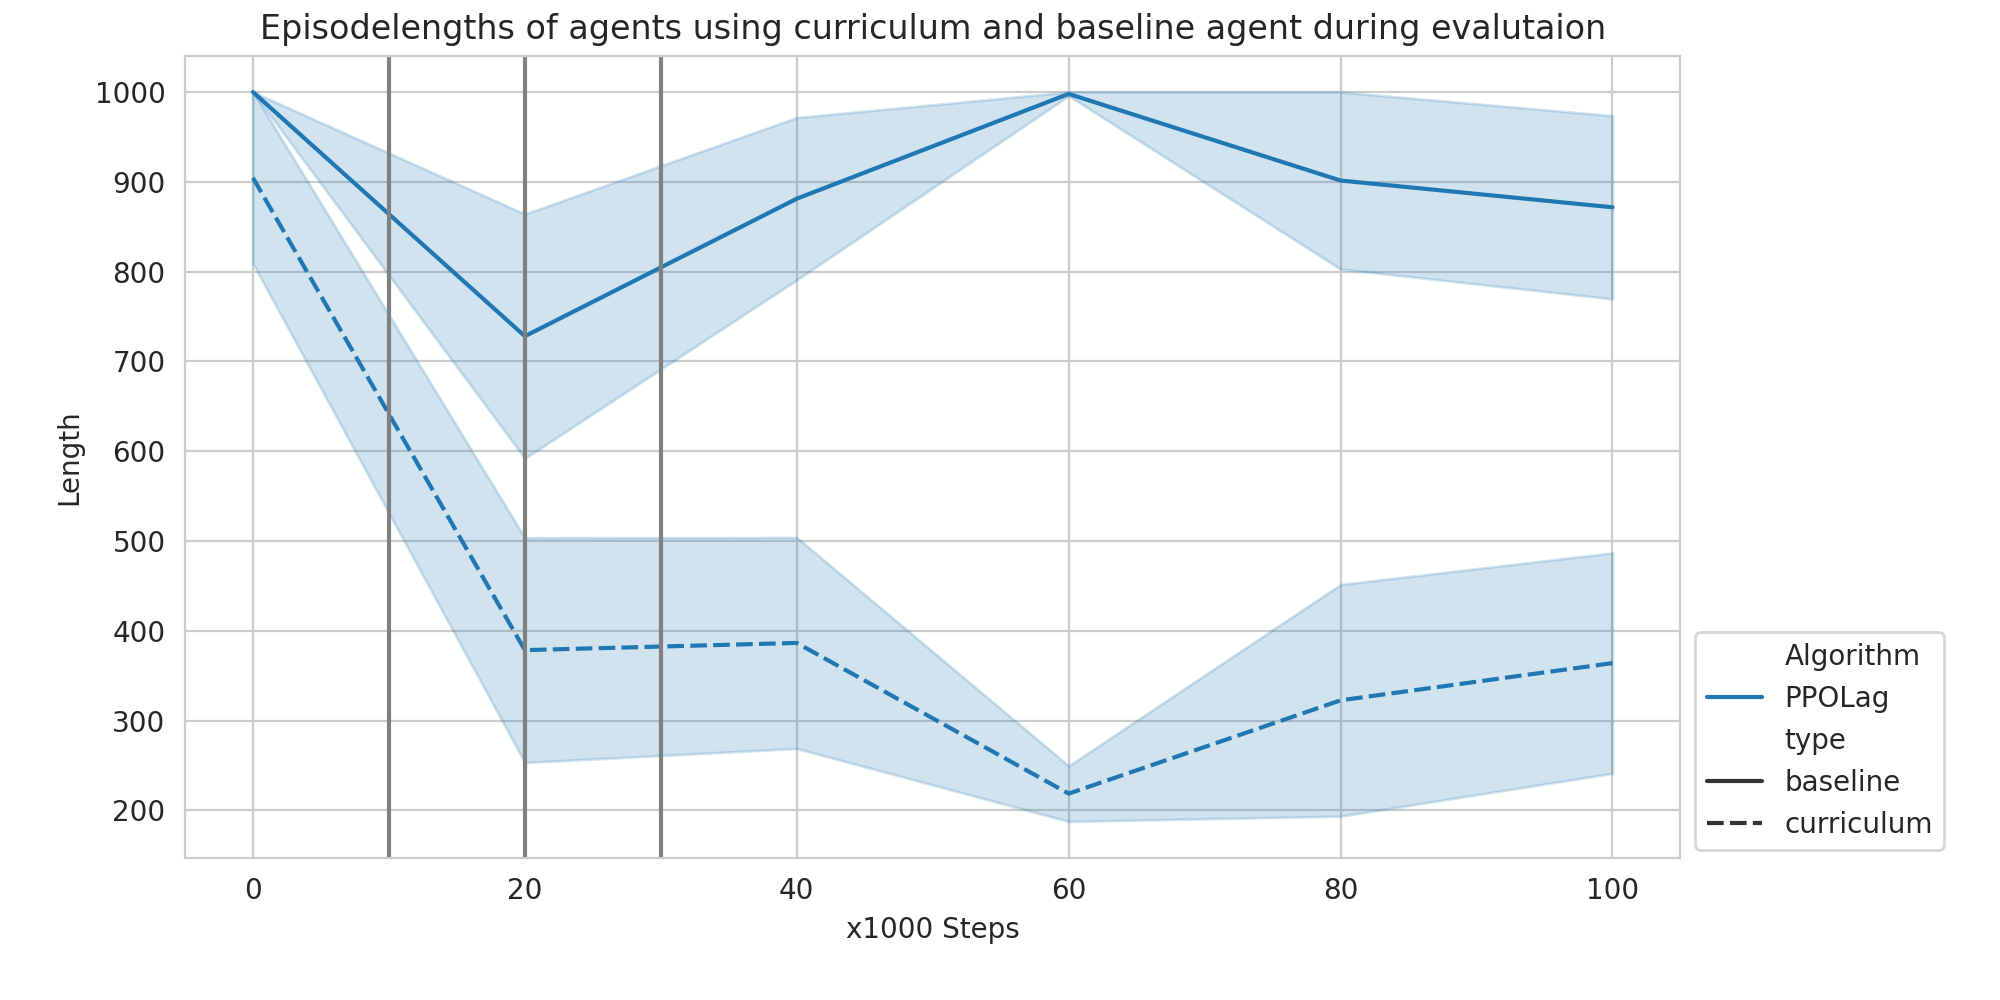 Episodelengths of agents using curriculum and baseline agent during evalutaion
1000
900
800
700
600
500
400
300
200
Length
0 20 40 60 80 100
x1000 Steps
Algorithm
PPOLag
type
baseline
curriculum